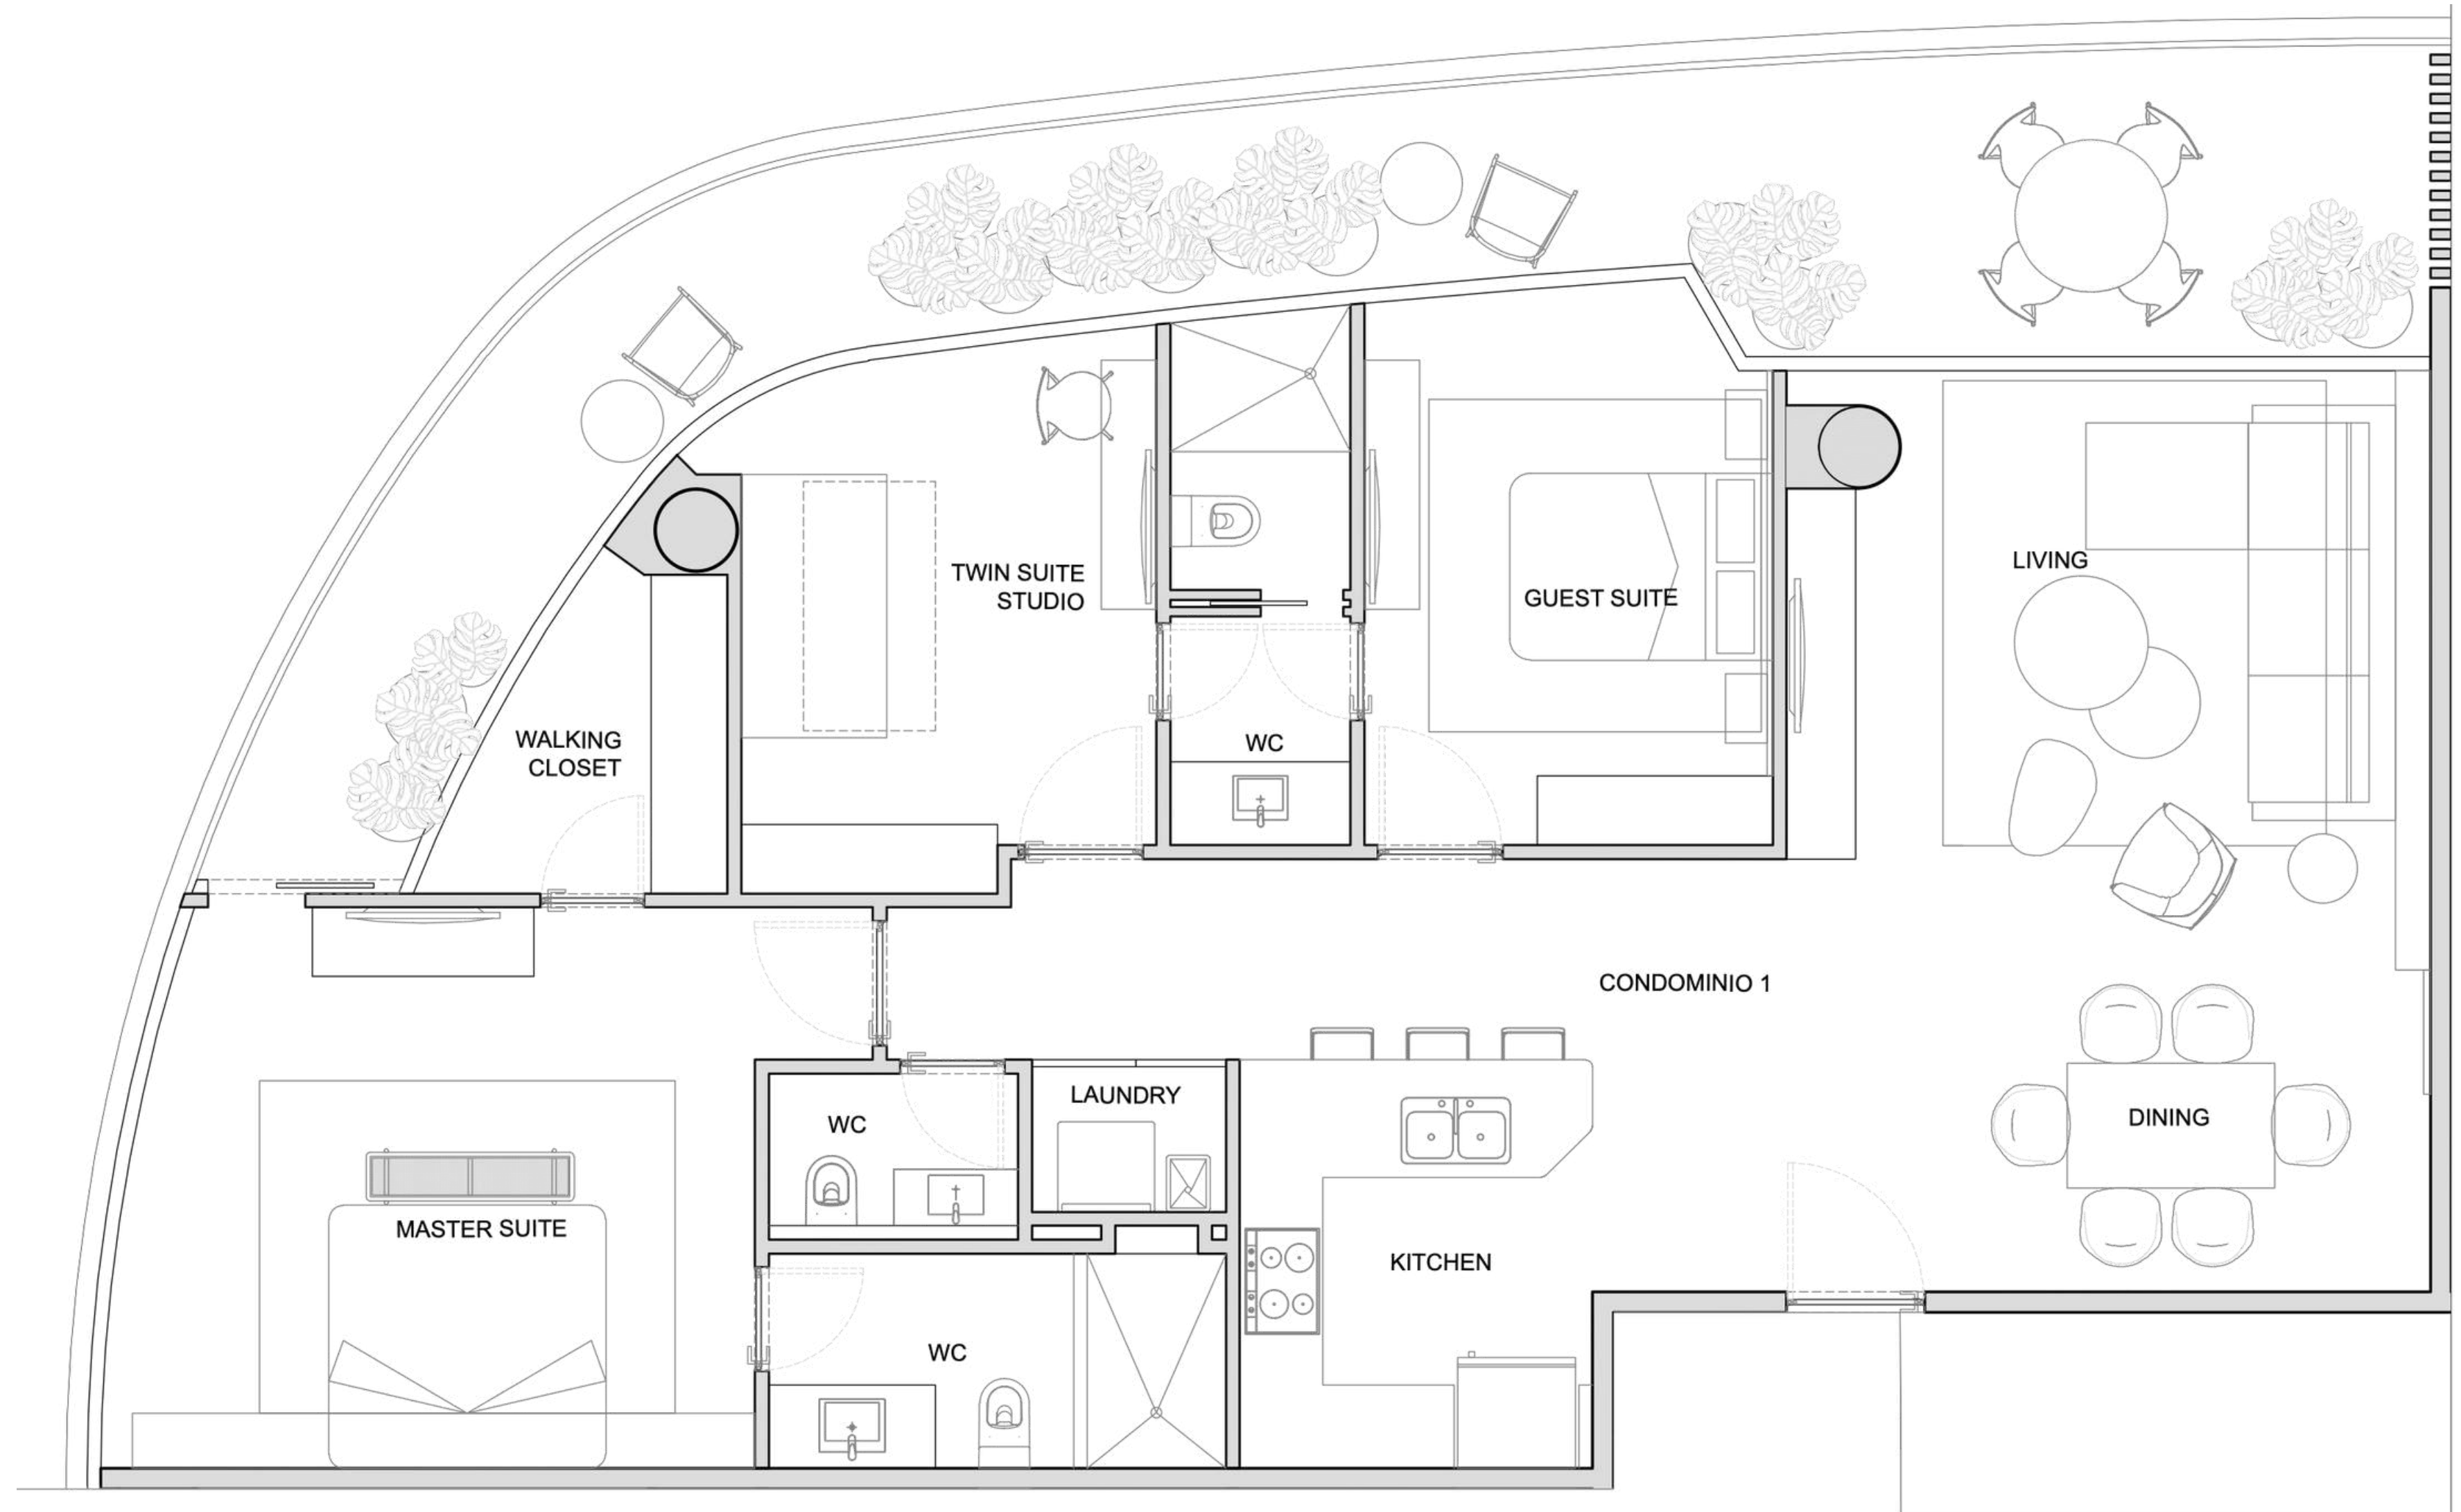 TWIN SUITE
STUDIO
GUEST SUITE
LIVING
WALKING
CLOSET
WC
CONDOMINIO 1
LAUNDRY
WC
DINING
MASTER SUITE
KITCHEN
WC